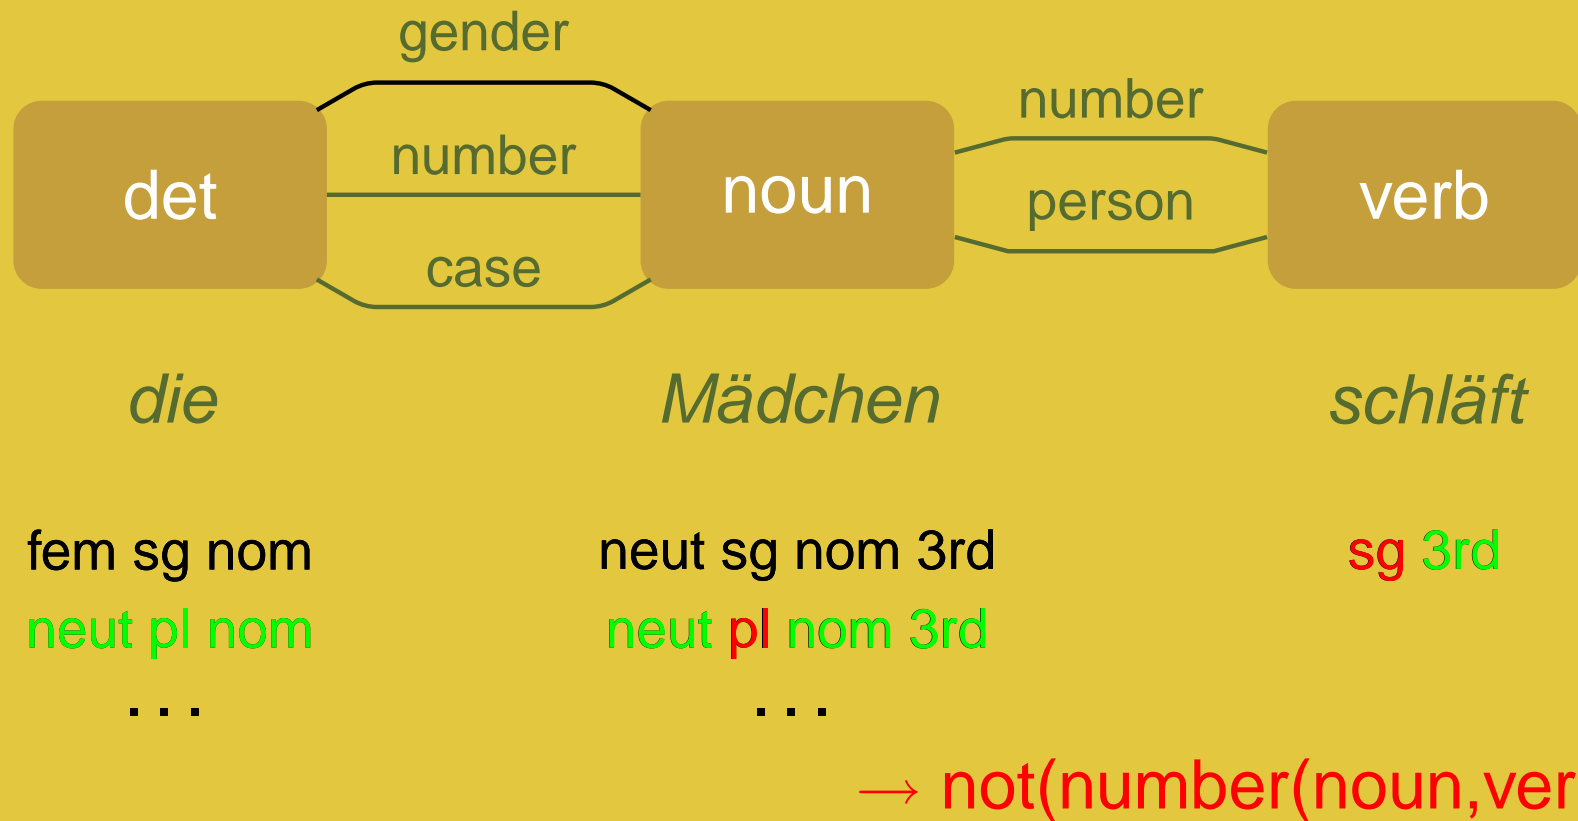 gender
number
number
det
noun
person
verb
case
die Mädchen schläft
fem sg nom neut sg nom 3rd sg 3rd
neut pl nom neut pl nom 3rd
... ...
→ not(number(noun,ver